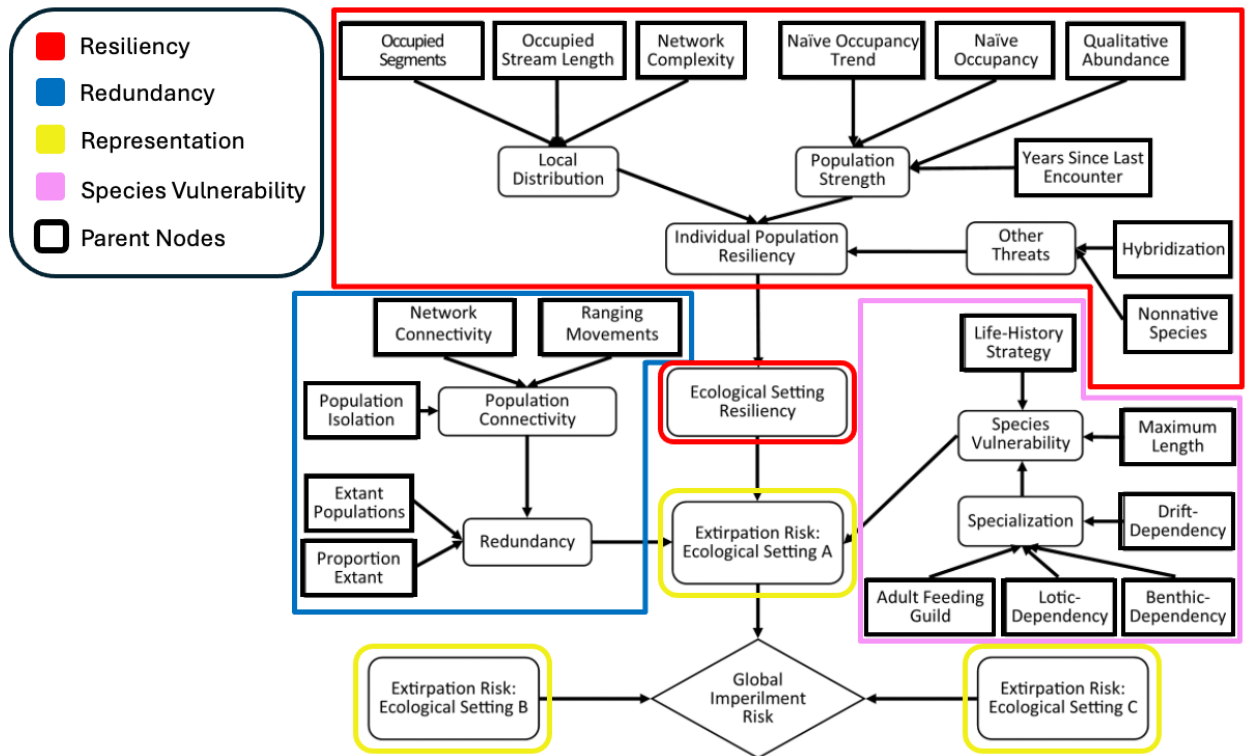 Resiliency
Redundancy
Representation
Species Vulnerability
Parent Nodes
Occupied
Segments
Occupied
Stream Length
Network
Complexity
Naïve Occupancy
Trend
Naïve
Occupancy
Qualitative
Abundance
Local
Distribution
Population
Strength
Years Since Last
Encounter
Individual Population
Resiliency
Other
Threats
Hybridization
Nonnative
Species
Network
Connectivity
Ranging
Movements
Population
Isolation
Population
Connectivity
Extant
Populations
Proportion
Extant
Redundancy
Ecological Setting
Resiliency
Extirpation Risk:
Ecological Setting A
Life-History
Strategy
Species
Vulnerability
Maximum
Length
Specialization
Drift-
Dependency
Adult Feeding
Guild
Lotic-
Dependency
Benthic-
Dependency
Extirpation Risk:
Ecological Setting B
Global
Imperilment
Risk
Extirpation Risk:
Ecological Setting C